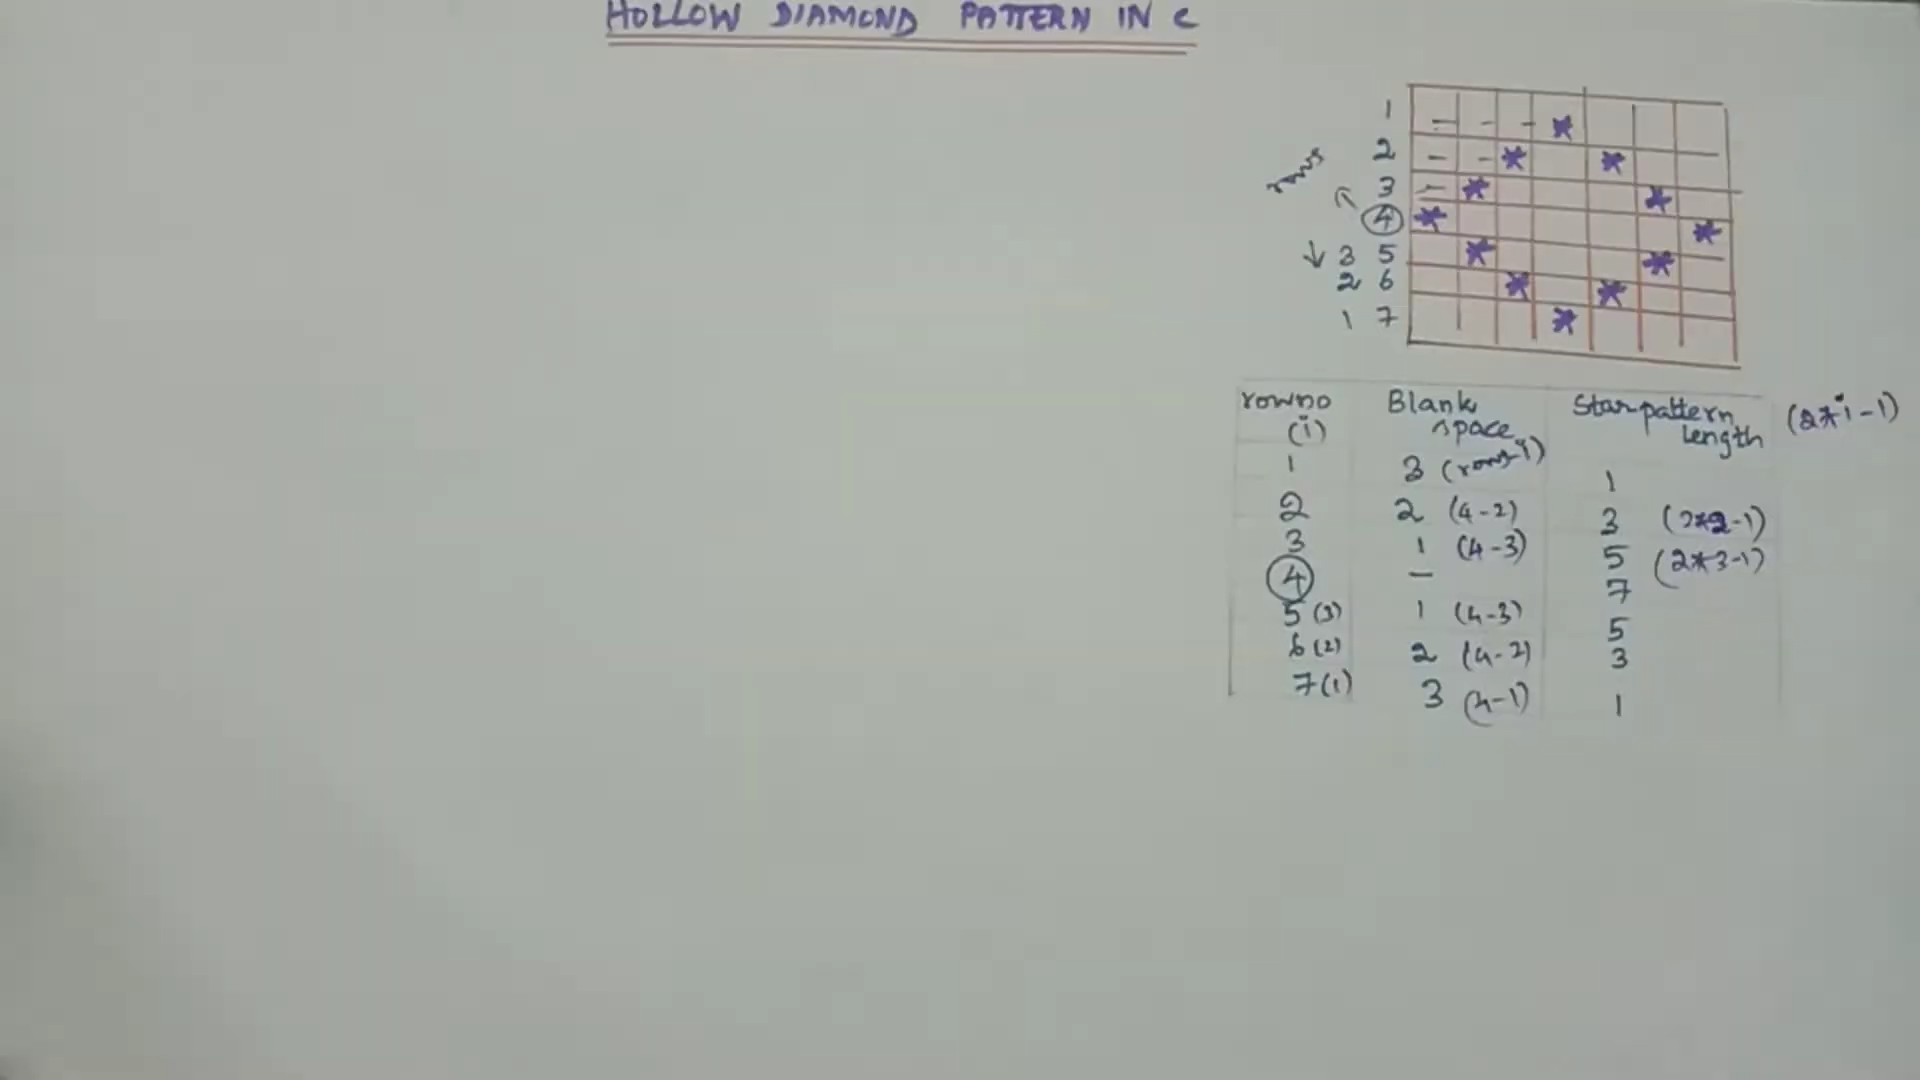 HOLLOW DIAMOND PATTERN IN C
1 - - - *
rows
2 - - * *
3 - * *
4 * *
3 5 * *
2 6 * *
1 7 *
rowno (i) Blank space Star pattern length (2*i-1)
1 3 (rows-i) 1
2 2 (4-2) 3 (2*2-1)
3 1 (4-3) 5 (2*3-1)
4 - 7
5 (3) 1 (4-3) 5
6 (2) 2 (4-2) 3
7 (1) 3 (4-1) 1